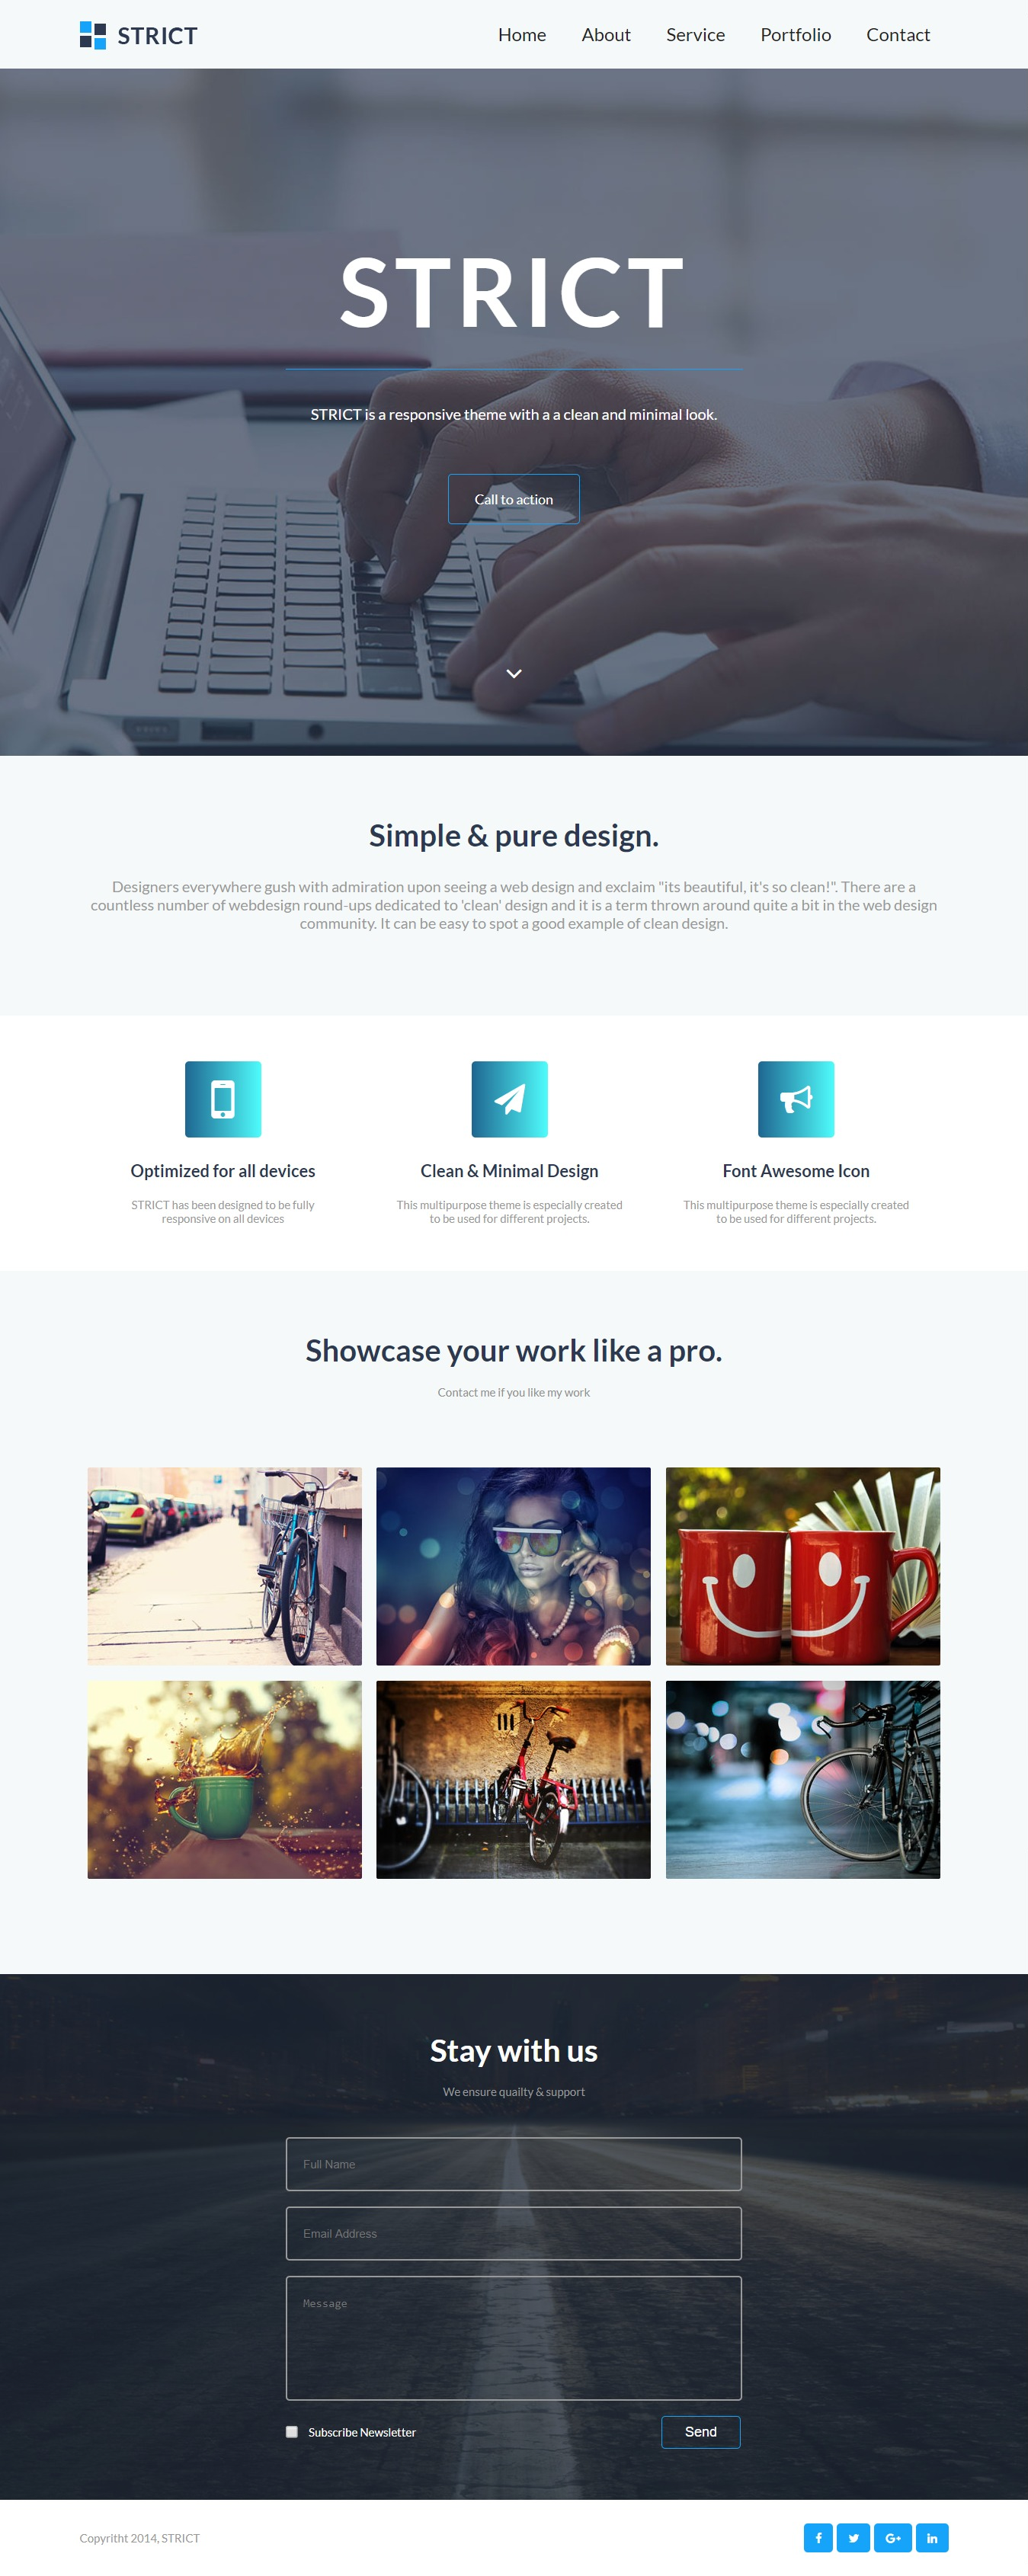 STRICT
Home About Service Portfolio Contact
STRICT
STRICT is a responsive theme with a a clean and minimal look.
Call to action
Simple & pure design.
Designers everywhere gush with admiration upon seeing a web design and exclaim "its beautiful, it's so clean!". There are a
countless number of webdesign round-ups dedicated to 'clean' design and it is a term thrown around quite a bit in the web design
community. It can be easy to spot a good example of clean design.
Optimized for all devices
STRICT has been designed to be fully
responsive on all devices
Clean & Minimal Design
This multipurpose theme is especially created
to be used for different projects.
Font Awesome Icon
This multipurpose theme is especially created
to be used for different projects.
Showcase your work like a pro.
Contact me if you like my work
Stay with us
We ensure quailty & support
Full Name
Email Address
Message
Subscribe Newsletter
Send
Copyritht 2014, STRICT